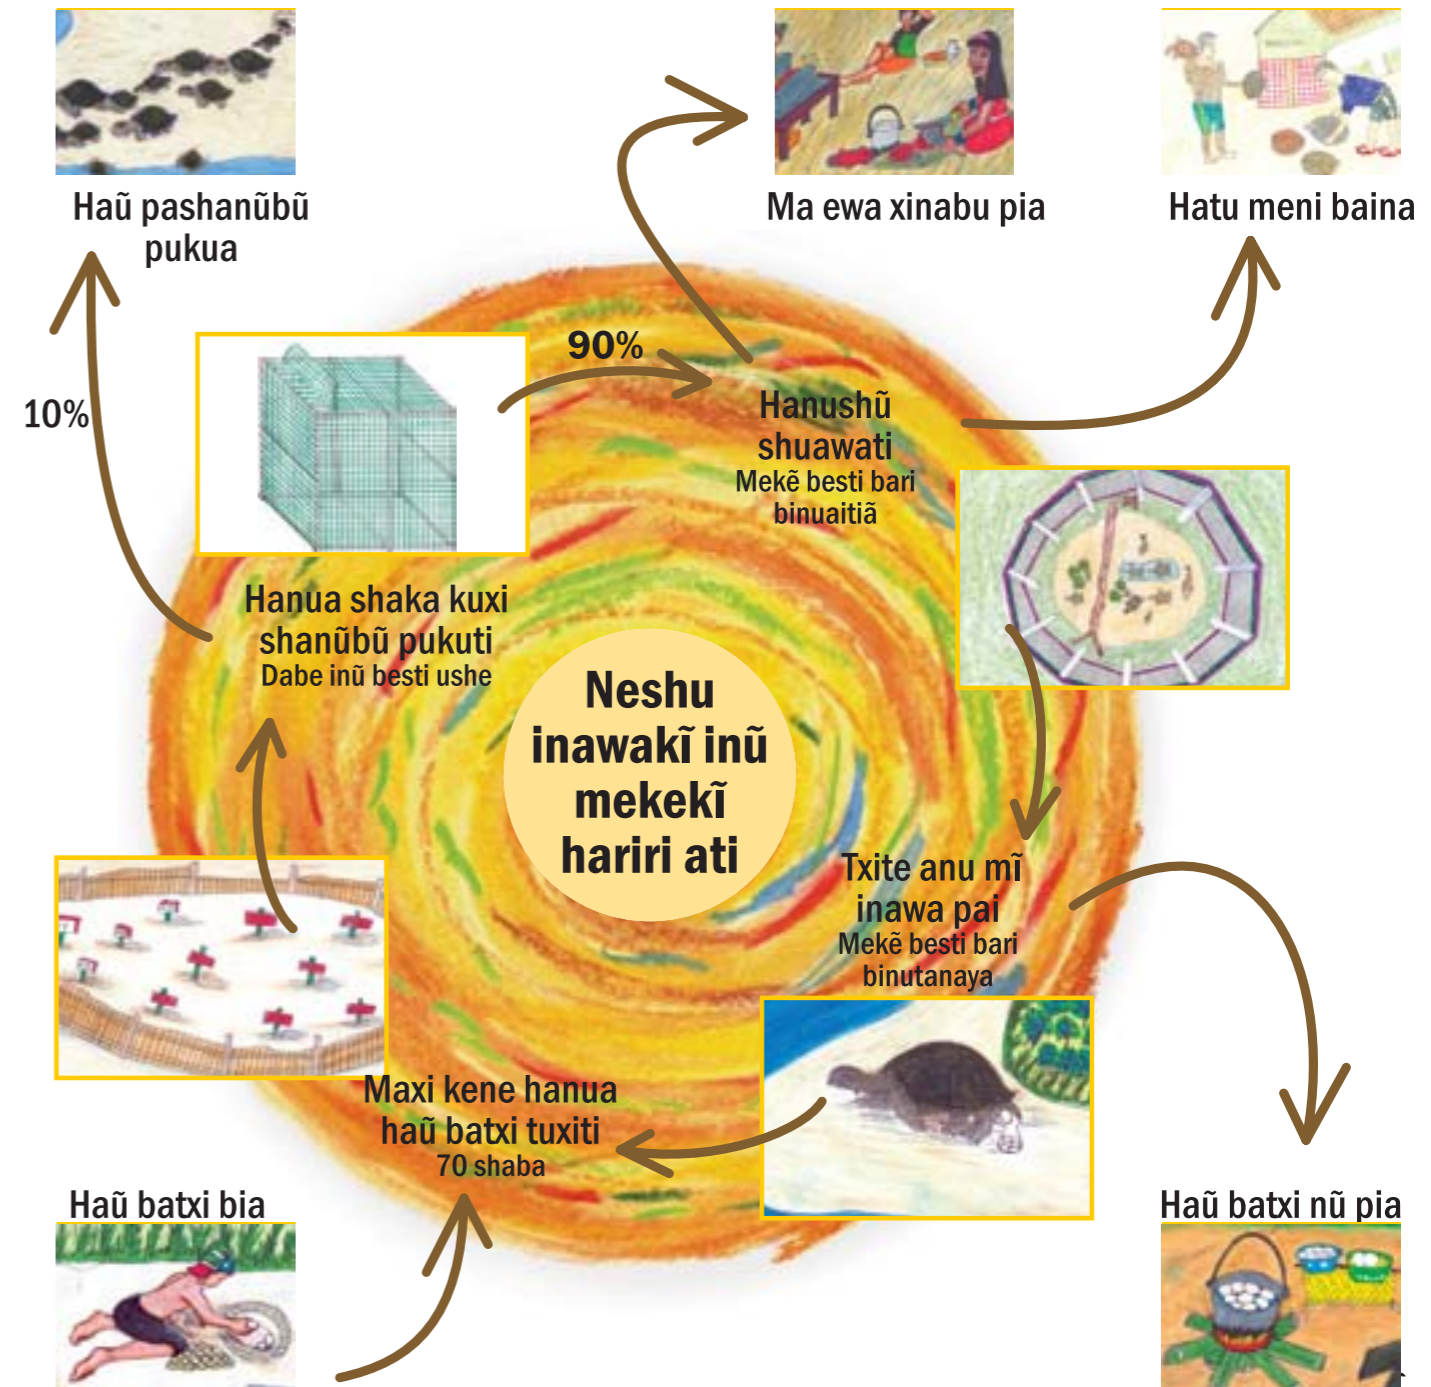 Haũ pashanũbũ
pukua
Ma ewa xinabu pia
Hatu meni baina
10%
90%
Hanushũ
shuawati
Mekẽ besti bari
binuaitiã
Hanua shaka kuxi
shanũbũ pukuti
Dabe inũ besti ushe
Neshu
inawakĩ inũ
mekekĩ
hariri ati
Txite anu mĩ
inawa pai
Mekẽ besti bari
binutanaya
Maxi kene hanua
haũ batxi tuxiti
70 shaba
Haũ batxi bia
Haũ batxi nũ pia